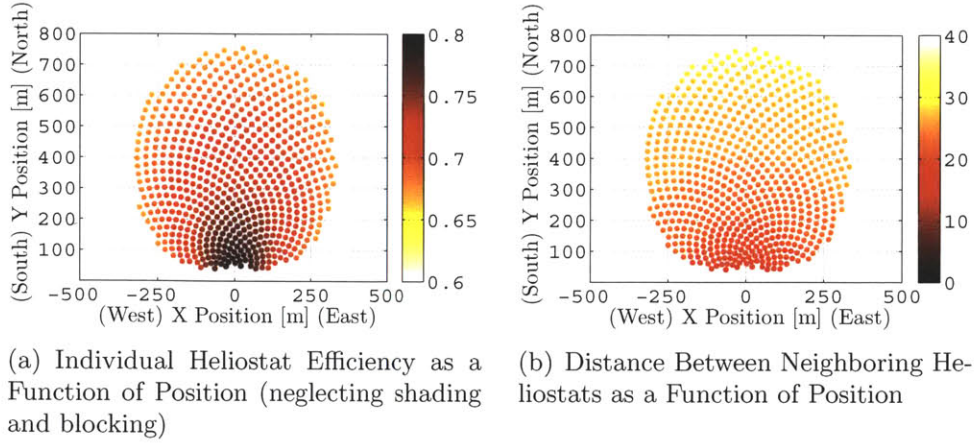 800
700
600
500
400
300
200
100
(South) Y Position [m] (North)
−500 −250 0 250 500
(West) X Position [m] (East)
0.8
0.75
0.7
0.65
0.6
800
700
600
500
400
300
200
100
(South) Y Position [m] (North)
−500 −250 0 250 500
(West) X Position [m] (East)
40
30
20
10
0
(a) Individual Heliostat Efficiency as a
Function of Position (neglecting shading
and blocking)
(b) Distance Between Neighboring He-
liostats as a Function of Position